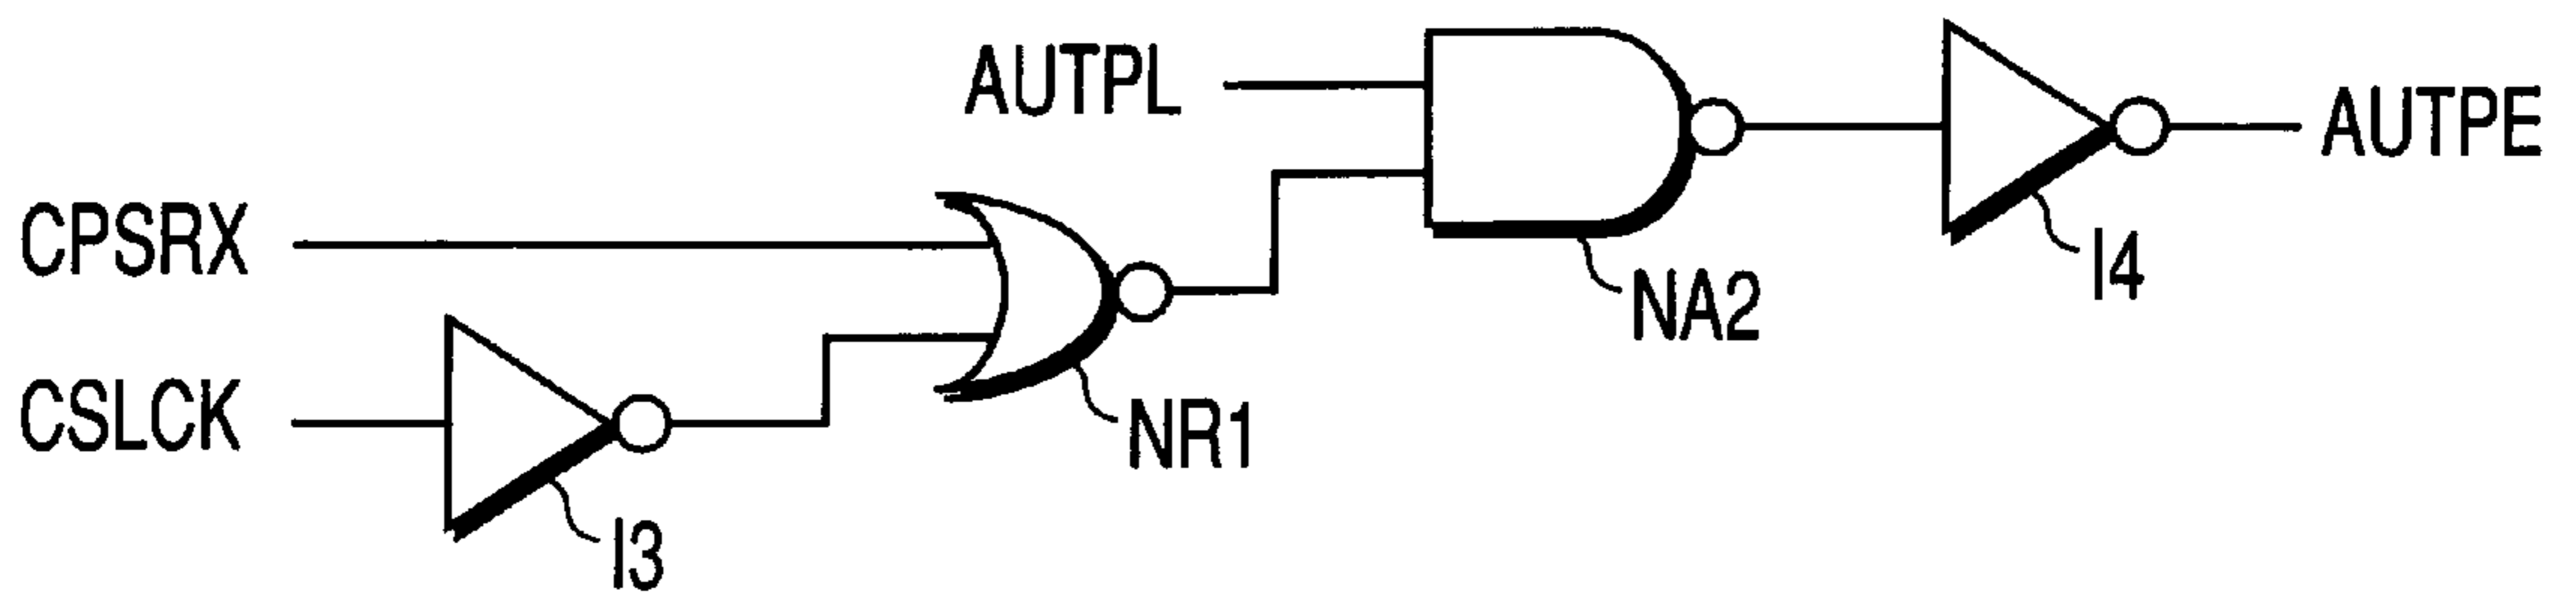 AUTPL
AUTPE
CPSRX
I4
NA2
CSLCK
NR1
I3